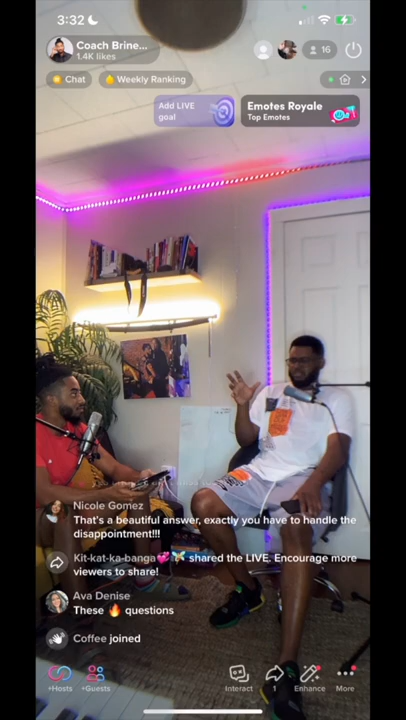 3:32
Coach Brine...
1.4K likes
16
Chat
Weekly Ranking
Add LIVE
goal
Emotes Royale
Top Emotes
Nicole Gomez
That's a beautiful answer, exactly you have to handle the
disappointment!!!
Kit-kat-ka-banga💞🦋 shared the LIVE. Encourage more
viewers to share!
Ava Denise
These 🔥 questions
Coffee joined
+Hosts
+Guests
Interact
1
Enhance
More